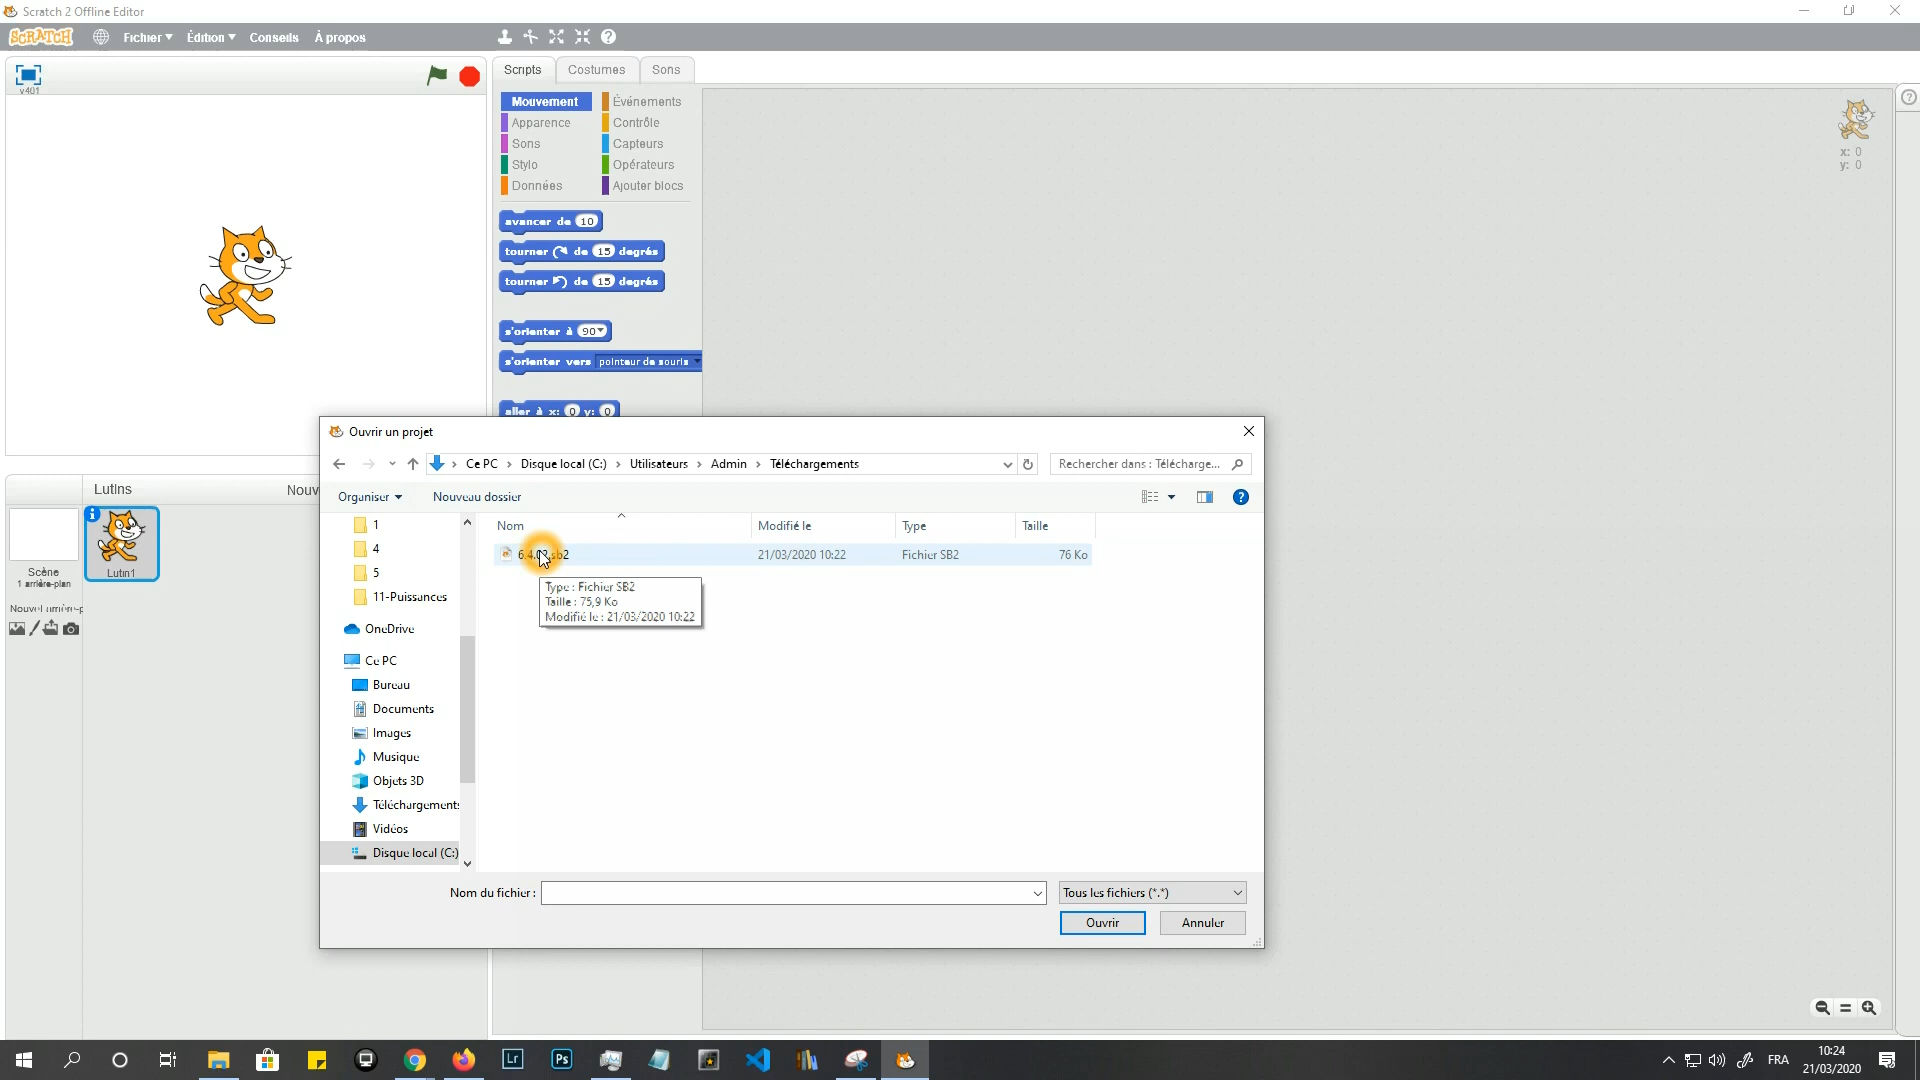 Scratch 2 Offline Editor
SCRATCH Fichier Édition Conseils À propos
v461
Scripts Costumes Sons
Mouvement Événements
Apparence Contrôle
Sons Capteurs
Stylo Opérateurs
Données Ajouter blocs
x: 0
y: 0
avancer de 10
tourner de 15 degrés
tourner de 15 degrés
s'orienter à 90
s'orienter vers pointeur de souris
aller à x: 0 y: 0
Lutins Nouv
Lutin1
Scène
1 arrière-plan
Nouvel arrière-p
Ouvrir un projet
Ce PC Disque local (C:) Utilisateurs Admin Téléchargements
Rechercher dans : Télécharge...
Organiser Nouveau dossier
1
4
5
11-Puissances
OneDrive
Ce PC
Bureau
Documents
Images
Musique
Objets 3D
Téléchargements
Vidéos
Disque local (C:)
Nom Modifié le Type Taille
21/03/2020 10:22 Fichier SB2 76 Ko
Type : Fichier SB2
Taille : 75,9 Ko
Modifié le : 21/03/2020 10:22
Nom du fichier : Tous les fichiers (*.*)
Ouvrir Annuler
Lr Ps
FRA
10:24
21/03/2020